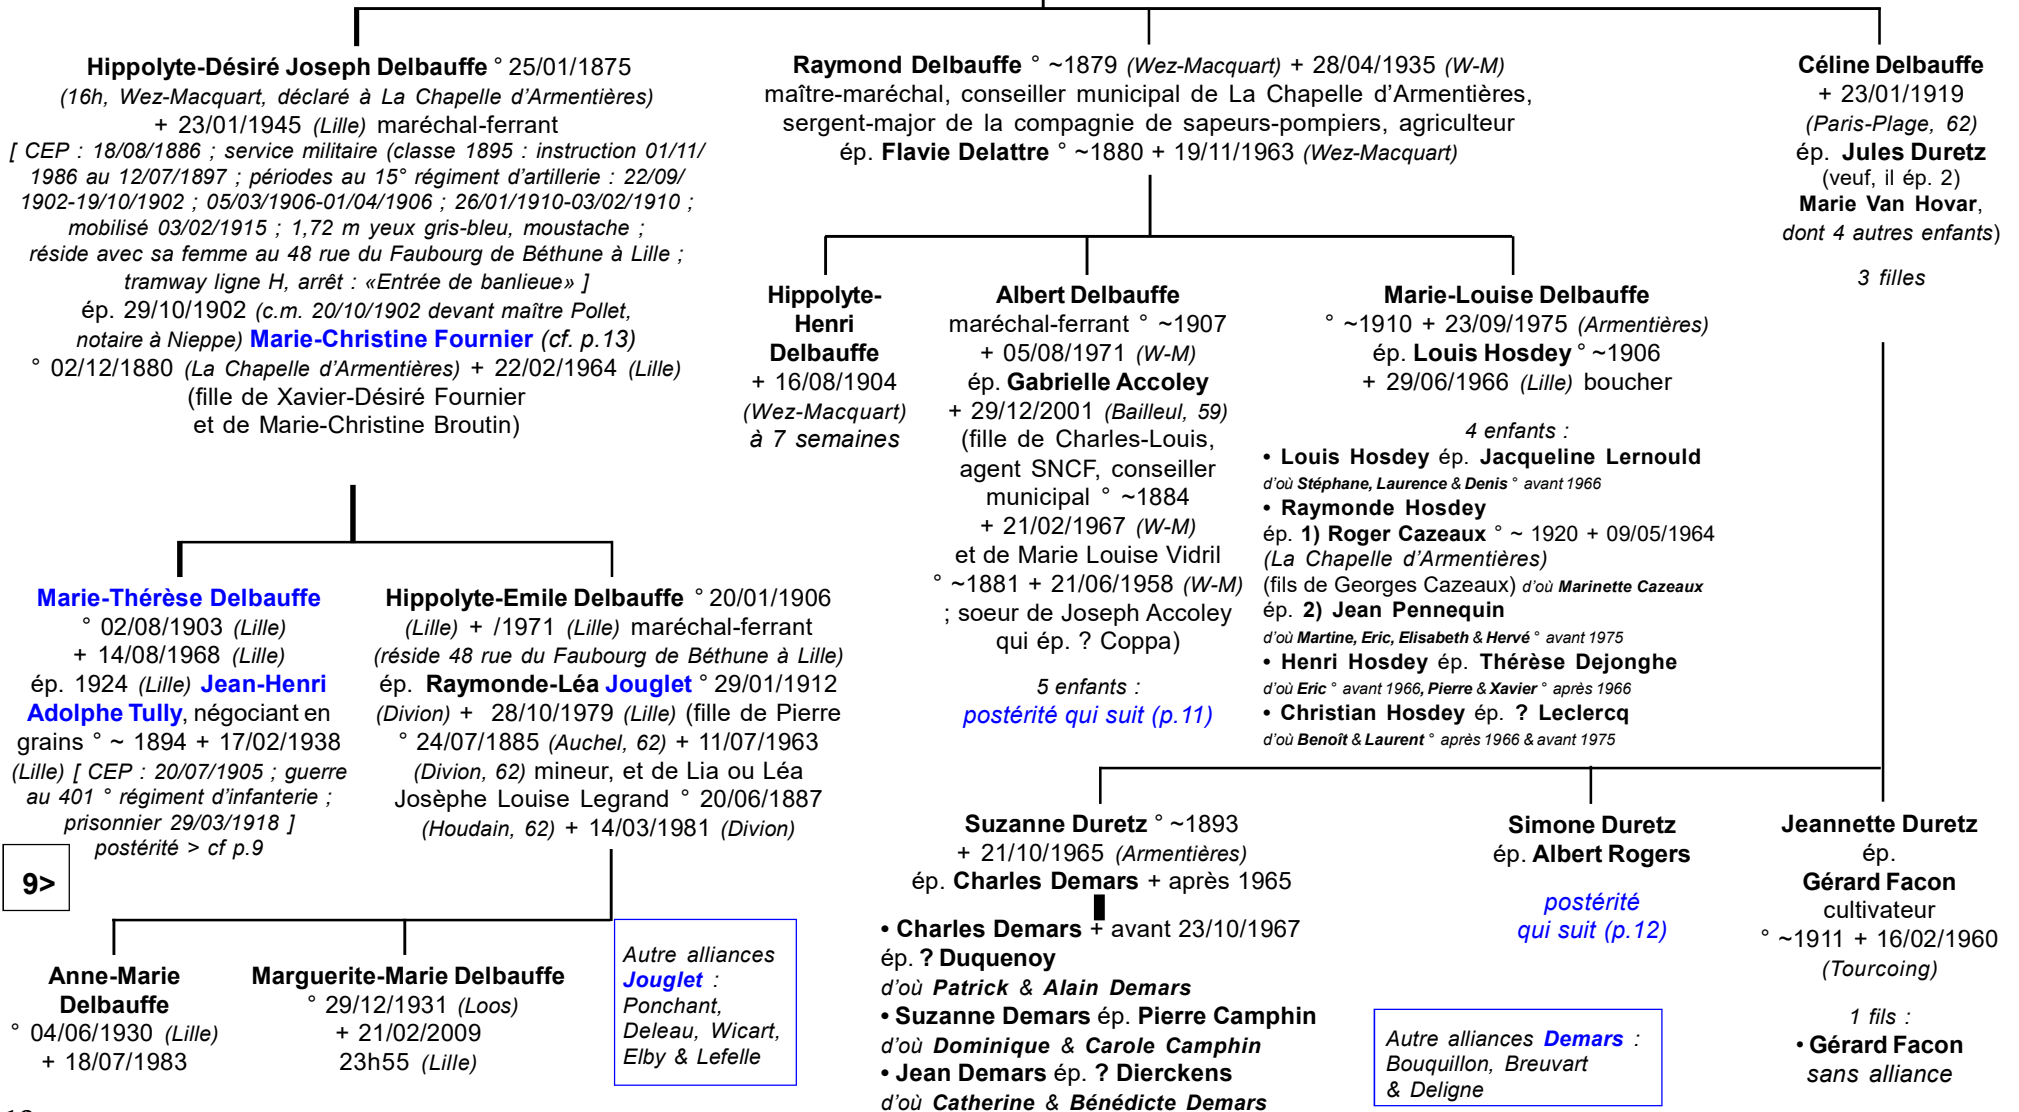 Hippolyte-Désiré Joseph Delbauffe ° 25/01/1875
(16h, Wez-Macquart, déclaré à La Chapelle d'Armentières)
+ 23/01/1945 (Lille) maréchal-ferrant
[ CEP : 18/08/1886 ; service militaire (classe 1895 : instruction 01/11/
1986 au 12/07/1897 ; périodes au 15° régiment d'artillerie : 22/09/
1902-19/10/1902 ; 05/03/1906-01/04/1906 ; 26/01/1910-03/02/1910 ;
mobilisé 03/02/1915 ; 1,72 m yeux gris-bleu, moustache ;
réside avec sa femme au 48 rue du Faubourg de Béthune à Lille ;
tramway ligne H, arrêt : «Entrée de banlieue» ]
ép. 29/10/1902 (c.m. 20/10/1902 devant maître Pollet,
notaire à Nieppe) Marie-Christine Fournier (cf. p.13)
° 02/12/1880 (La Chapelle d'Armentières) + 22/02/1964 (Lille)
(fille de Xavier-Désiré Fournier
et de Marie-Christine Broutin)
Raymond Delbauffe ° ~1879 (Wez-Macquart) + 28/04/1935 (W-M)
maître-maréchal, conseiller municipal de La Chapelle d'Armentières,
sergent-major de la compagnie de sapeurs-pompiers, agriculteur
ép. Flavie Delattre ° ~1880 + 19/11/1963 (Wez-Macquart)
Céline Delbauffe
+ 23/01/1919
(Paris-Plage, 62)
ép. Jules Duretz
(veuf, il ép. 2)
Marie Van Hovar,
dont 4 autres enfants)
3 filles
Hippolyte-
Henri
Delbauffe
+ 16/08/1904
(Wez-Macquart)
à 7 semaines
Albert Delbauffe
maréchal-ferrant ° ~1907
+ 05/08/1971 (W-M)
ép. Gabrielle Accoley
+ 29/12/2001 (Bailleul, 59)
(fille de Charles-Louis,
agent SNCF, conseiller
municipal ° ~1884
+ 21/02/1967 (W-M)
et de Marie Louise Vidril
° ~1881 + 21/06/1958 (W-M)
; soeur de Joseph Accoley
qui ép. ? Coppa)
5 enfants :
postérité qui suit (p.11)
Marie-Louise Delbauffe
° ~1910 + 23/09/1975 (Armentières)
ép. Louis Hosdey ° ~1906
+ 29/06/1966 (Lille) boucher
4 enfants :
• Louis Hosdey ép. Jacqueline Lernould
d'où Stéphane, Laurence & Denis ° avant 1966
• Raymonde Hosdey
ép. 1) Roger Cazeaux ° ~ 1920 + 09/05/1964
(La Chapelle d'Armentières)
(fils de Georges Cazeaux) d'où Marinette Cazeaux
ép. 2) Jean Pennequin
d'où Martine, Eric, Elisabeth & Hervé ° avant 1975
• Henri Hosdey ép. Thérèse Dejonghe
d'où Eric ° avant 1966, Pierre & Xavier ° après 1966
• Christian Hosdey ép. ? Leclercq
d'où Benoît & Laurent ° après 1966 & avant 1975
Marie-Thérèse Delbauffe
° 02/08/1903 (Lille)
+ 14/08/1968 (Lille)
ép. 1924 (Lille) Jean-Henri
Adolphe Tully, négociant en
grains ° ~ 1894 + 17/02/1938
(Lille) [ CEP : 20/07/1905 ; guerre
au 401 ° régiment d'infanterie ;
prisonnier 29/03/1918 ]
postérité > cf p.9
9>
Hippolyte-Emile Delbauffe ° 20/01/1906
(Lille) + /1971 (Lille) maréchal-ferrant
(réside 48 rue du Faubourg de Béthune à Lille)
ép. Raymonde-Léa Jouglet ° 29/01/1912
(Divion) + 28/10/1979 (Lille) (fille de Pierre
° 24/07/1885 (Auchel, 62) + 11/07/1963
(Divion, 62) mineur, et de Lia ou Léa
Josèphe Louise Legrand ° 20/06/1887
(Houdain, 62) + 14/03/1981 (Divion)
Anne-Marie
Delbauffe
° 04/06/1930 (Lille)
+ 18/07/1983
Marguerite-Marie Delbauffe
° 29/12/1931 (Loos)
+ 21/02/2009
23h55 (Lille)
Autre alliances
Jouglet :
Ponchant,
Deleau, Wicart,
Elby & Lefelle
Suzanne Duretz ° ~1893
+ 21/10/1965 (Armentières)
ép. Charles Demars + après 1965
• Charles Demars + avant 23/10/1967
ép. ? Duquenoy
d'où Patrick & Alain Demars
• Suzanne Demars ép. Pierre Camphin
d'où Dominique & Carole Camphin
• Jean Demars ép. ? Dierckens
d'où Catherine & Bénédicte Demars
Simone Duretz
ép. Albert Rogers
postérité
qui suit (p.12)
Autre alliances Demars :
Bouquillon, Breuvart
& Deligne
Jeannette Duretz
ép.
Gérard Facon
cultivateur
° ~1911 + 16/02/1960
(Tourcoing)
1 fils :
• Gérard Facon
sans alliance